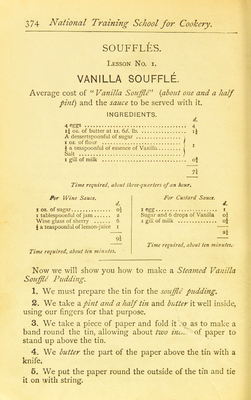 374 National Training School for Cookery.
SOUFFLÉS.
LESSON NO. 1.
VANILLA SOUFFLÉ.
Average cost of "Vanilla Soufflé" (about one and a half
pint) and the sauce to be served with it.
INGREDIENTS.
d.
4 eggs 4
1½ oz. of butter at 1s. 6d. lb. 1½
A dessertspoonful of sugar
1 oz. of flour
½ a teaspoonful of essence of Vanilla
Salt
1
1 gill of milk 0¾
7¼
Time required, about three-quarters of an hour.
For Wine Sauce.
d.
1 oz. of sugar 0½
1 tablespoonful of jam 2
Wine glass of sherry 6
½ a teaspoonful of lemon-juice 1
9½
Time required, about ten minutes.
For Custard Sauce.
d.
1 egg 1
Sugar and 6 drops of Vanilla 0½
1 gill of milk 0¾
Time required, about ten minutes.
Now we will show you how to make a Steamed Vanilla
Soufflé Pudding.
1. We must prepare the tin for the soufflé pudding.
2. We take a pint and a half tin and butter it well inside,
using our fingers for that purpose.
3. We take a piece of paper and fold it so as to make a
band round the tin, allowing about two of paper to
stand up above the tin.
4. We butter the part of the paper above the tin with a
knife.
5. We put the paper round the outside of the tin and tie
it on with string.